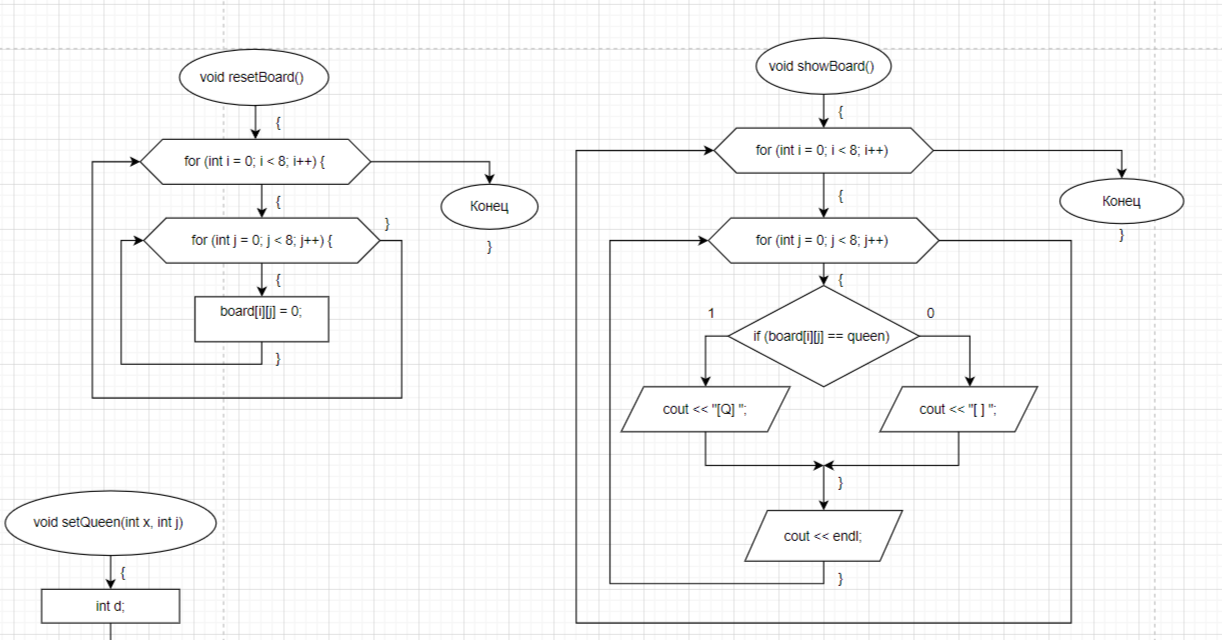 void resetBoard()
{
for (int i = 0; i < 8; i++) {
Конец
}
{
for (int j = 0; j < 8; j++) {
}
{
board[i][j] = 0;
}
void showBoard()
{
for (int i = 0; i < 8; i++)
Конец
}
{
for (int j = 0; j < 8; j++)
{
1
0
if (board[i][j] == queen)
cout << "[Q] ";
cout << "[ ] ";
}
cout << endl;
}
void setQueen(int x, int j)
{
int d;